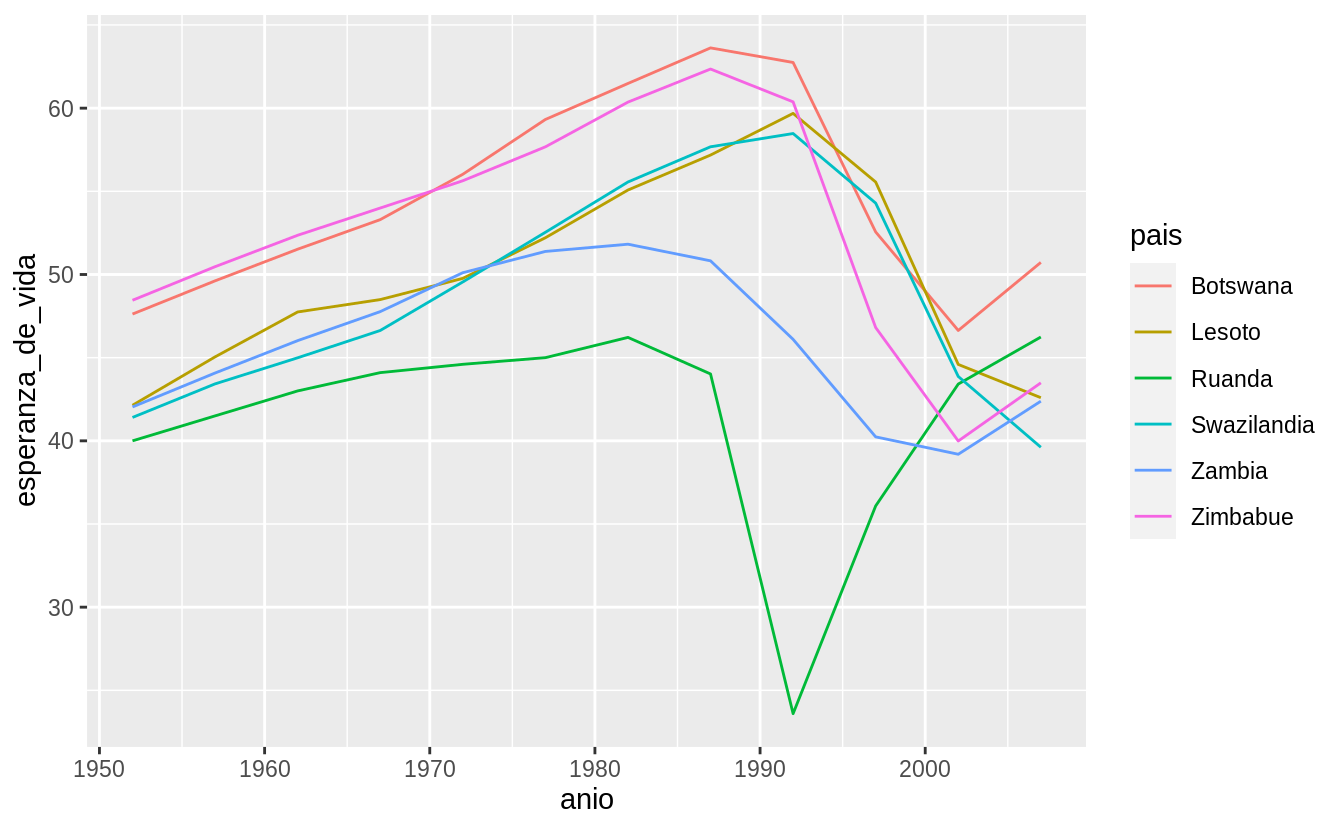 esperanza_de_vida
60
50
40
30
1950 1960 1970 1980 1990 2000
anio
pais
Botswana
Lesoto
Ruanda
Swazilandia
Zambia
Zimbabue